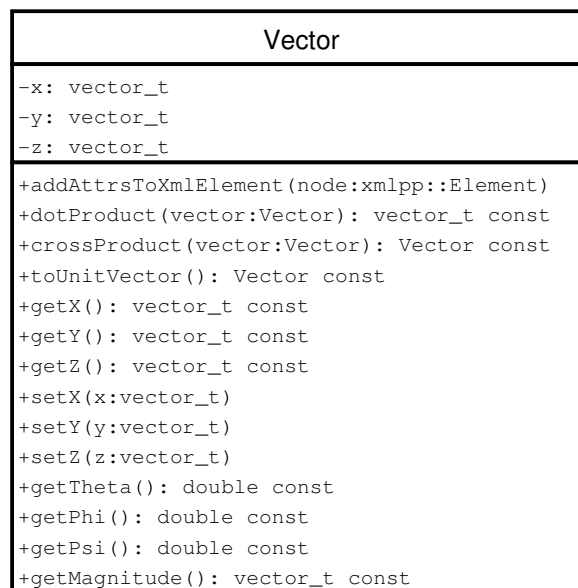 Vector
-x: vector_t
-y: vector_t
-z: vector_t
+addAttrsToXmlElement(node:xmlpp::Element)
+dotProduct(vector:Vector): vector_t const
+crossProduct(vector:Vector): Vector const
+toUnitVector(): Vector const
+getX(): vector_t const
+getY(): vector_t const
+getZ(): vector_t const
+setX(x:vector_t)
+setY(y:vector_t)
+setZ(z:vector_t)
+getTheta(): double const
+getPhi(): double const
+getPsi(): double const
+getMagnitude(): vector_t const